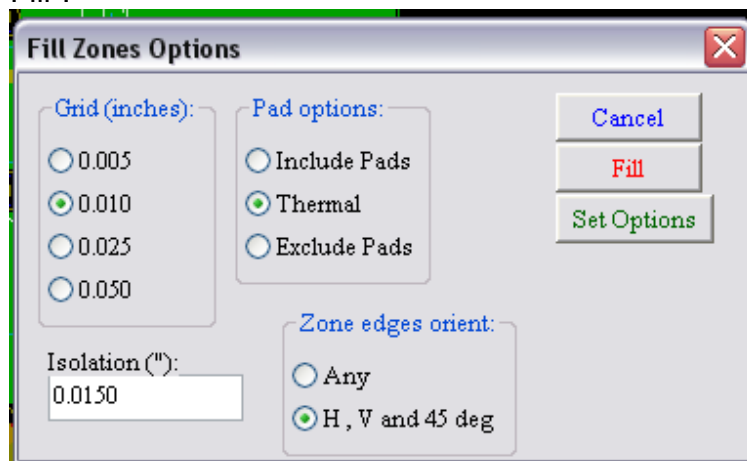 Fill Zones Options
Grid (inches):
0.005
0.010
0.025
0.050
Pad options:
Include Pads
Thermal
Exclude Pads
Cancel
Fill
Set Options
Isolation ("):
0.0150
Zone edges orient:
Any
H , V and 45 deg